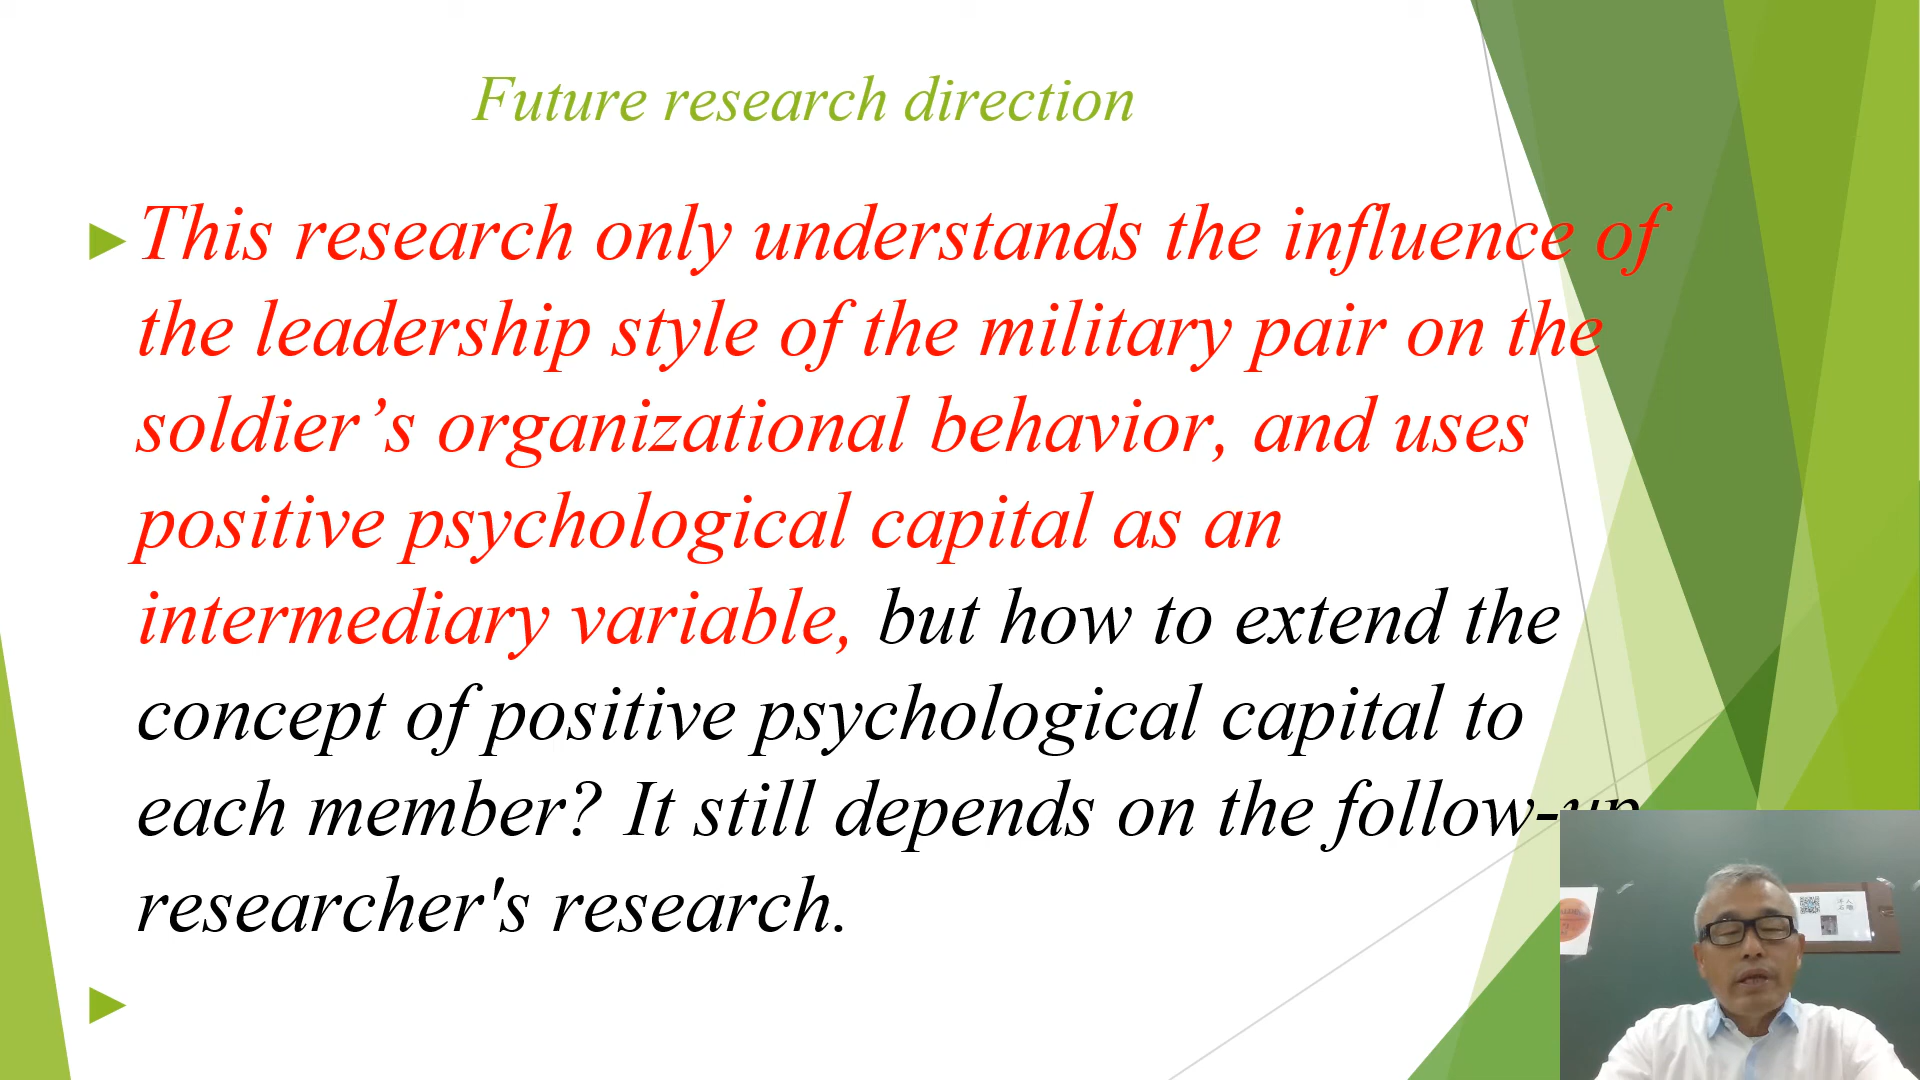 Future research direction
This research only understands the influence of
the leadership style of the military pair on the
soldier’s organizational behavior, and uses
positive psychological capital as an
intermediary variable, but how to extend the
concept of positive psychological capital to
each member? It still depends on the follow-up
researcher's research.